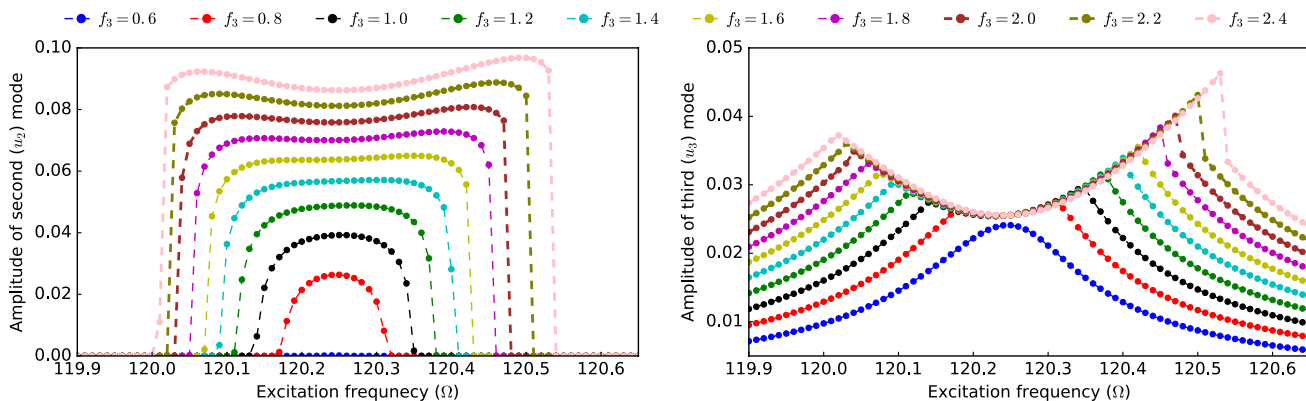 f₃=0.6 f₃=0.8 f₃=1.0 f₃=1.2 f₃=1.4 f₃=1.6 f₃=1.8 f₃=2.0 f₃=2.2 f₃=2.4
Amplitude of second (u₂) mode
0.10
0.08
0.06
0.04
0.02
0.00
119.9 120.0 120.1 120.2 120.3 120.4 120.5 120.6
Excitation frequnecy (Ω)
Amplitude of third (u₃) mode
0.05
0.04
0.03
0.02
0.01
119.9 120.0 120.1 120.2 120.3 120.4 120.5 120.6
Excitation frequency (Ω)